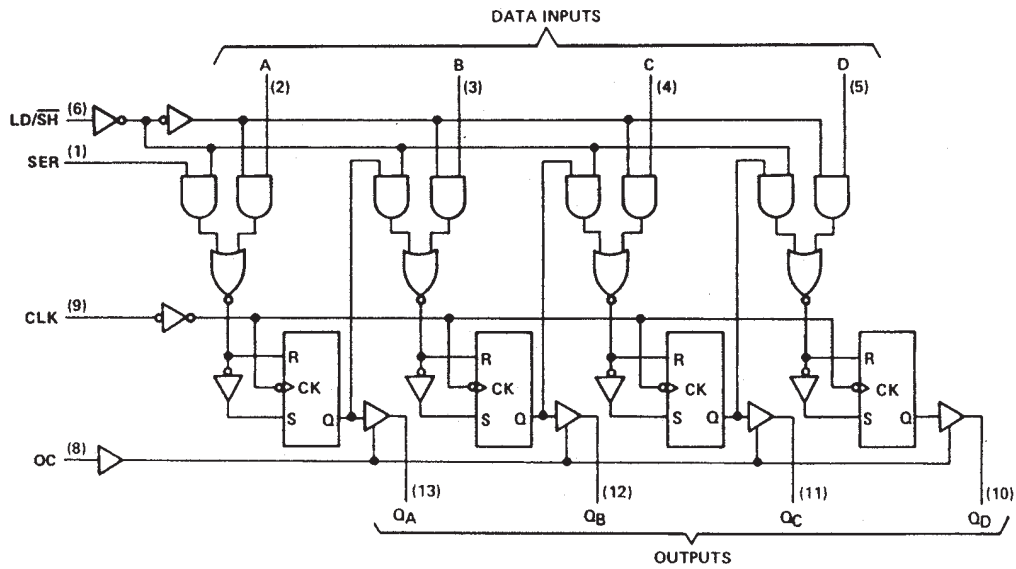 DATA INPUTS
A B C D
(2) (3) (4) (5)
LD/SH (6)
SER (1)
CLK (9)
R R R R
CK CK CK CK
S Q S Q S Q S Q
OC (8)
(13) (12) (11) (10)
QA QB QC QD
OUTPUTS